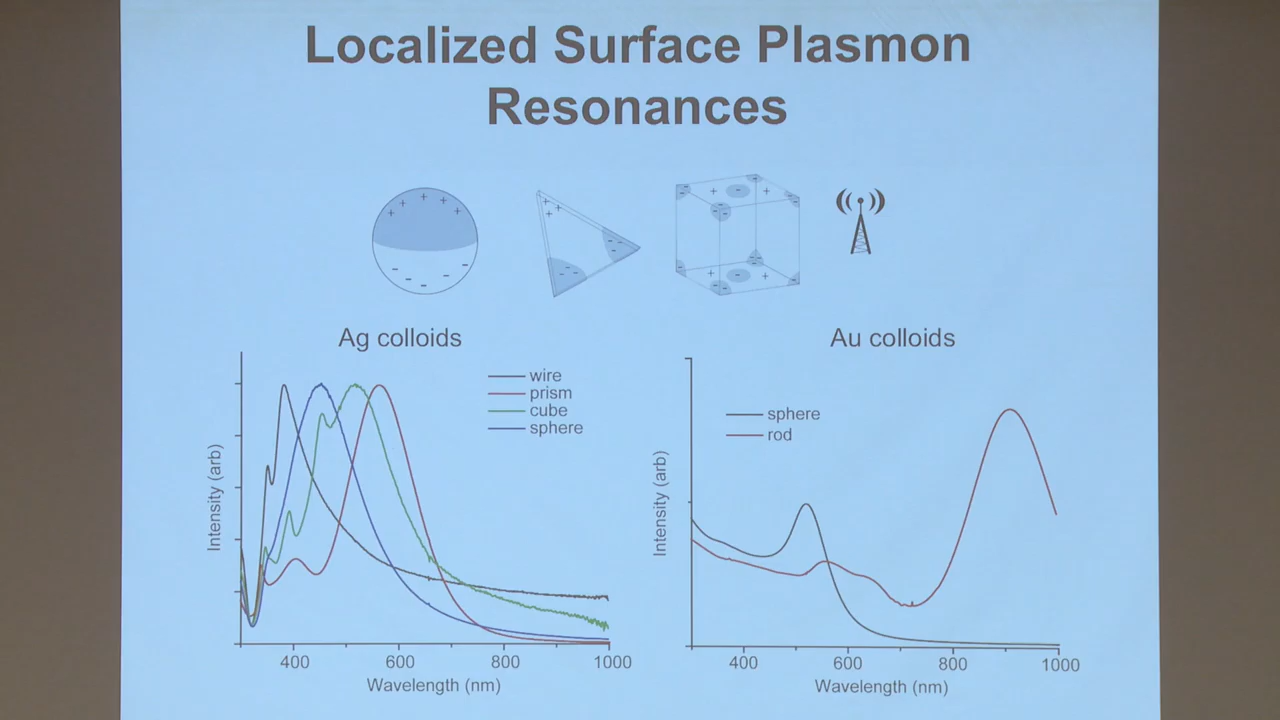 Localized Surface Plasmon
Resonances
Ag colloids
wire
prism
cube
sphere
Intensity (arb)
400
600
800
1000
Wavelength (nm)
Au colloids
sphere
rod
Intensity (arb)
400
600
800
1000
Wavelength (nm)